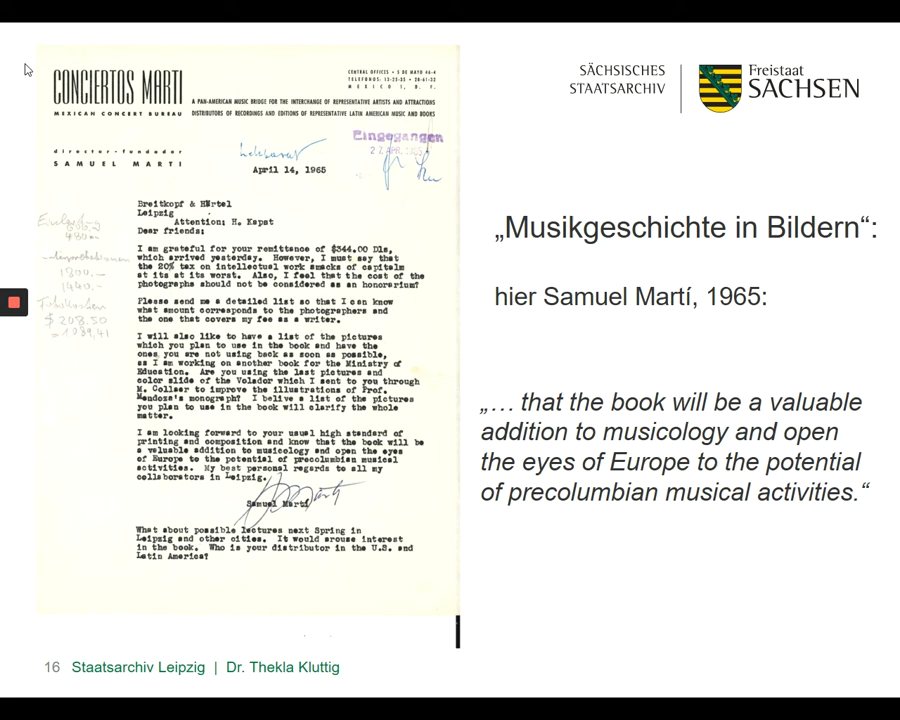 CONCIERTOS MARTI
MEXICAN CONCERT BUREAU
CENTRAL OFFICES • 5 DE MAYO 46-4
TELEFONOS: 13-25-33 • 28-61-32
MEXICO 1, D. F.
A PAN-AMERICAN MUSIC BRIDGE FOR THE INTERCHANGE OF REPRESENTATIVE ARTISTS AND ATTRACTIONS
DISTRIBUTORS OF RECORDINGS AND EDITIONS OF REPRESENTATIVE LATIN AMERICAN MUSIC AND BOOKS
director-fundador
SAMUEL MARTI
Eingegangen
27. APR. 1965
April 14, 1965
Breitkopf & Härtel
Leipzig
Attention: H. Kapst
Dear friends:
I am grateful for your remittance of $344.00 Dls,
which arrived yesterday. However, I must say that
the 20% tax on intellectual work smacks of capitalm
at its at its worst. Also, I feel that the cost of the
photographs should not be considered as an honorarium?
Please send me a detailed list so that I can know
what amount corresponds to the photographers and
the one that covers my fee as a writer.
I will also like to have a list of the pictures
which you plan to use in the book and have the
ones you are not using back as soon as possible,
as I am working on another book for the Ministry of
Education. Are you using the last pictures and
color slide of the Volador which I sent to you through
M. Collaer to improve the illustrations of Prof.
Mendoza's monograph? I belive a list of the pictures
you plan to use in the book will clarify the whole
matter.
I am looking forward to your usual high standard of
printing and composition and know that the book will be
a valuable addition to musicology and open the eyes
of Europe to the potential of precolumbian musical
activities. My best personal regards to all my
collaborators in Leipzig.
Samuel Marti
What about possible lectures next Spring in
Leipzig and other cities. It would arouse interest
in the book. Who is your distributor in the U.S. and
Latin America?
480.-
1800.-
1440.-
$ 208.50
SÄCHSISCHES
STAATSARCHIV
Freistaat
SACHSEN
„Musikgeschichte in Bildern“:
hier Samuel Martí, 1965:
„… that the book will be a valuable
addition to musicology and open
the eyes of Europe to the potential
of precolumbian musical activities.“
16 Staatsarchiv Leipzig | Dr. Thekla Kluttig